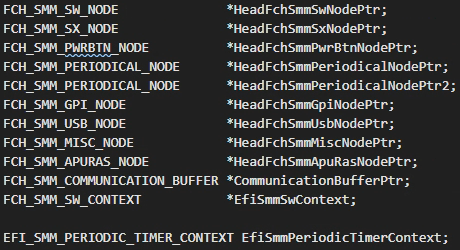 FCH_SMM_SW_NODE *HeadFchSmmSwNodePtr;
FCH_SMM_SX_NODE *HeadFchSmmSxNodePtr;
FCH_SMM_PWRBTN_NODE *HeadFchSmmPwrBtnNodePtr;
FCH_SMM_PERIODICAL_NODE *HeadFchSmmPeriodicalNodePtr;
FCH_SMM_PERIODICAL_NODE *HeadFchSmmPeriodicalNodePtr2;
FCH_SMM_GPI_NODE *HeadFchSmmGpiNodePtr;
FCH_SMM_USB_NODE *HeadFchSmmUsbNodePtr;
FCH_SMM_MISC_NODE *HeadFchSmmMiscNodePtr;
FCH_SMM_APURAS_NODE *HeadFchSmmApuRasNodePtr;
FCH_SMM_COMMUNICATION_BUFFER *CommunicationBufferPtr;
FCH_SMM_SW_CONTEXT *EfiSmmSwContext;
EFI_SMM_PERIODIC_TIMER_CONTEXT EfiSmmPeriodicTimerContext;